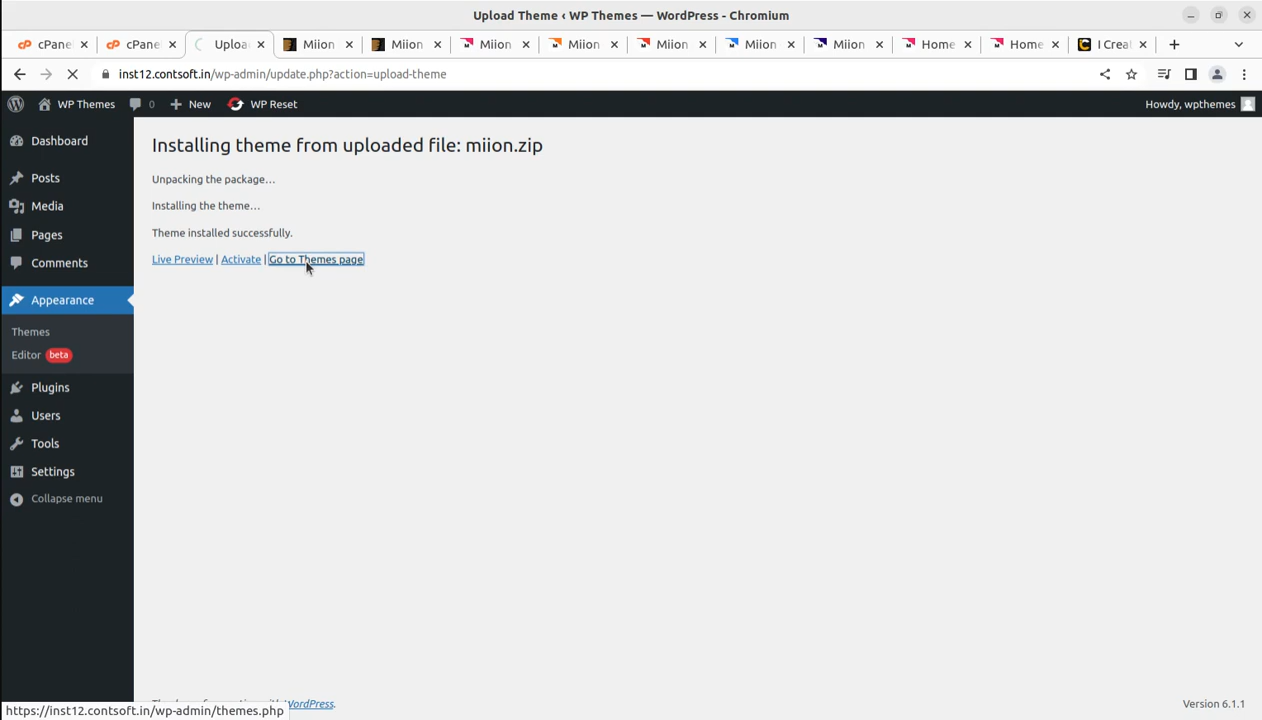 Upload Theme ‹ WP Themes — WordPress - Chromium
cPanel
cPanel
Uploa
Miion
Miion
Miion
Miion
Miion
Miion
Miion
Home
Home
I Crea
inst12.contsoft.in/wp-admin/update.php?action=upload-theme
WP Themes
0
New
WP Reset
Howdy, wpthemes
Dashboard
Posts
Media
Pages
Comments
Appearance
Themes
Editor beta
Plugins
Users
Tools
Settings
Collapse menu
Installing theme from uploaded file: miion.zip
Unpacking the package…
Installing the theme…
Theme installed successfully.
Live Preview | Activate | Go to Themes page
WordPress.
Version 6.1.1
https://inst12.contsoft.in/wp-admin/themes.php